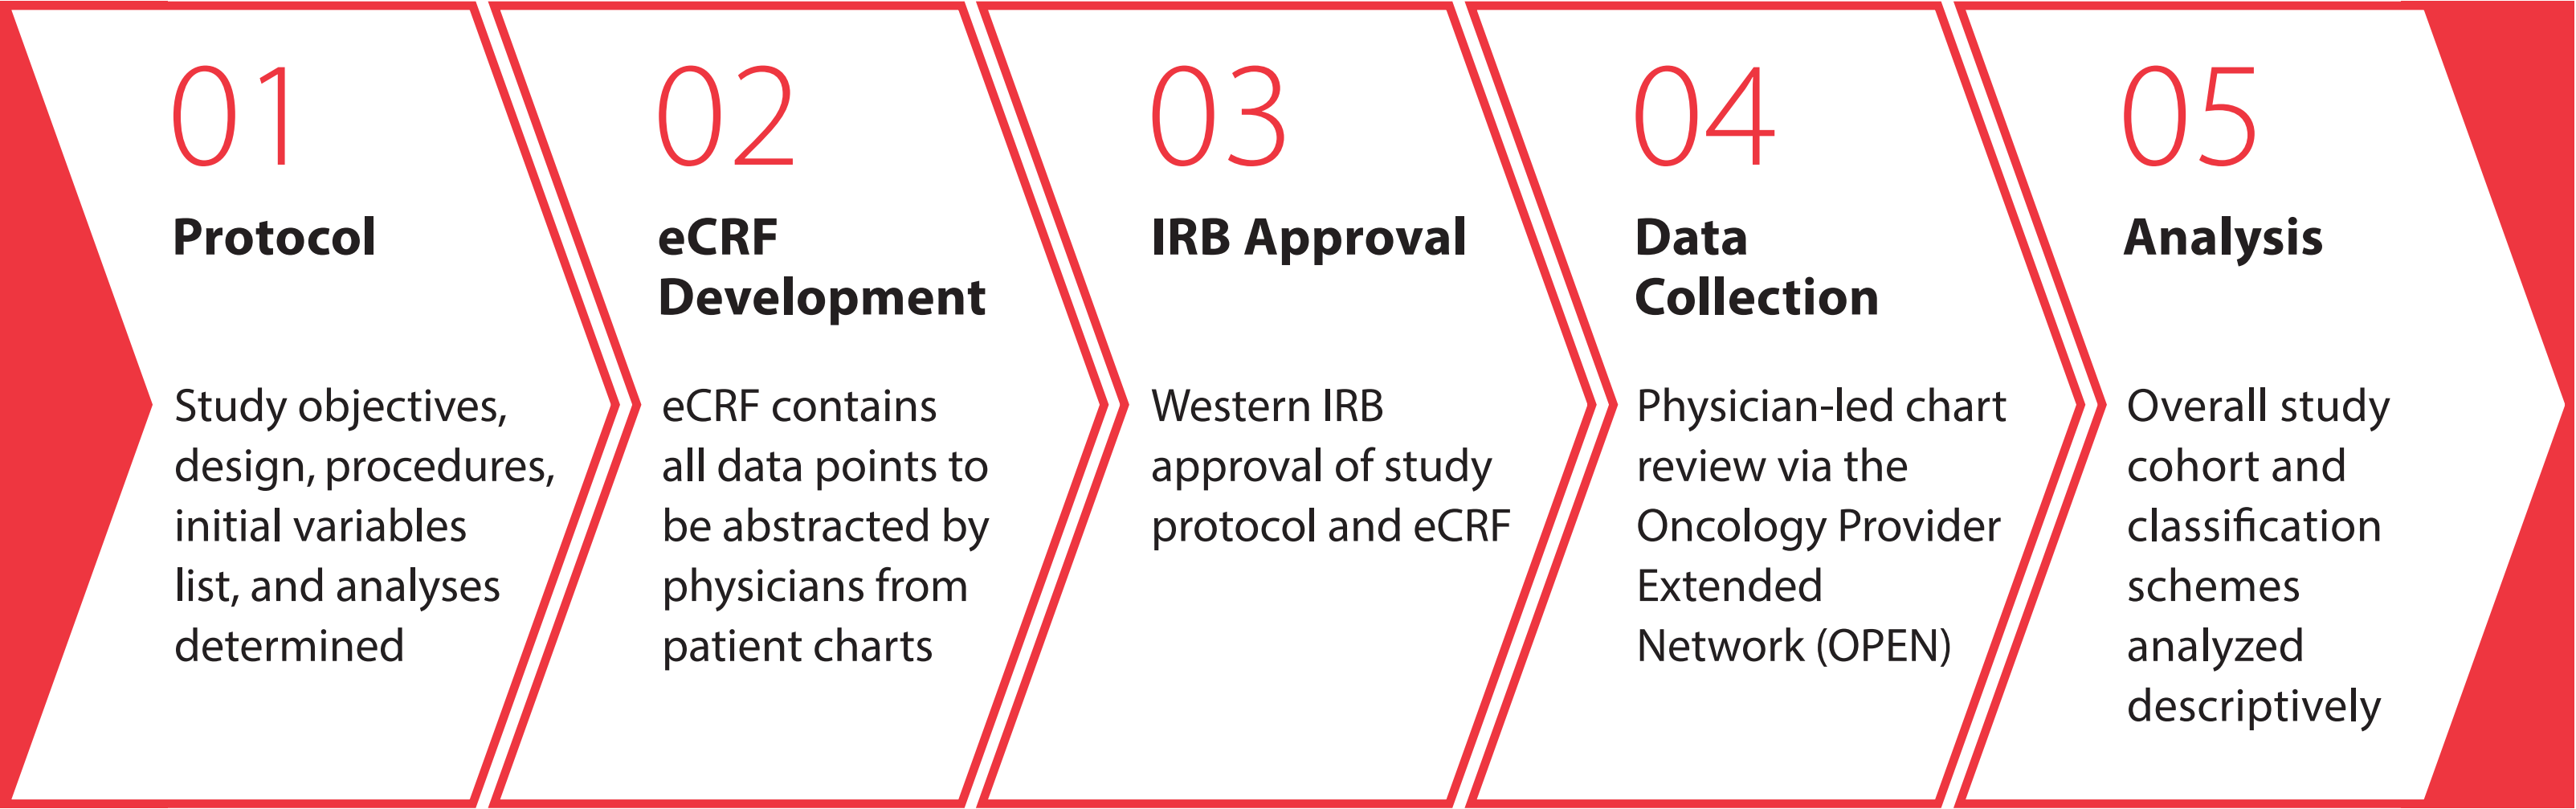 01
Protocol
Study objectives,
design, procedures,
initial variables
list, and analyses
determined
02
eCRF
Development
eCRF contains
all data points to
be abstracted by
physicians from
patient charts
03
IRB Approval
Western IRB
approval of study
protocol and eCRF
04
Data
Collection
Physician-led chart
review via the
Oncology Provider
Extended
Network (OPEN)
05
Analysis
Overall study
cohort and
classification
schemes
analyzed
descriptively